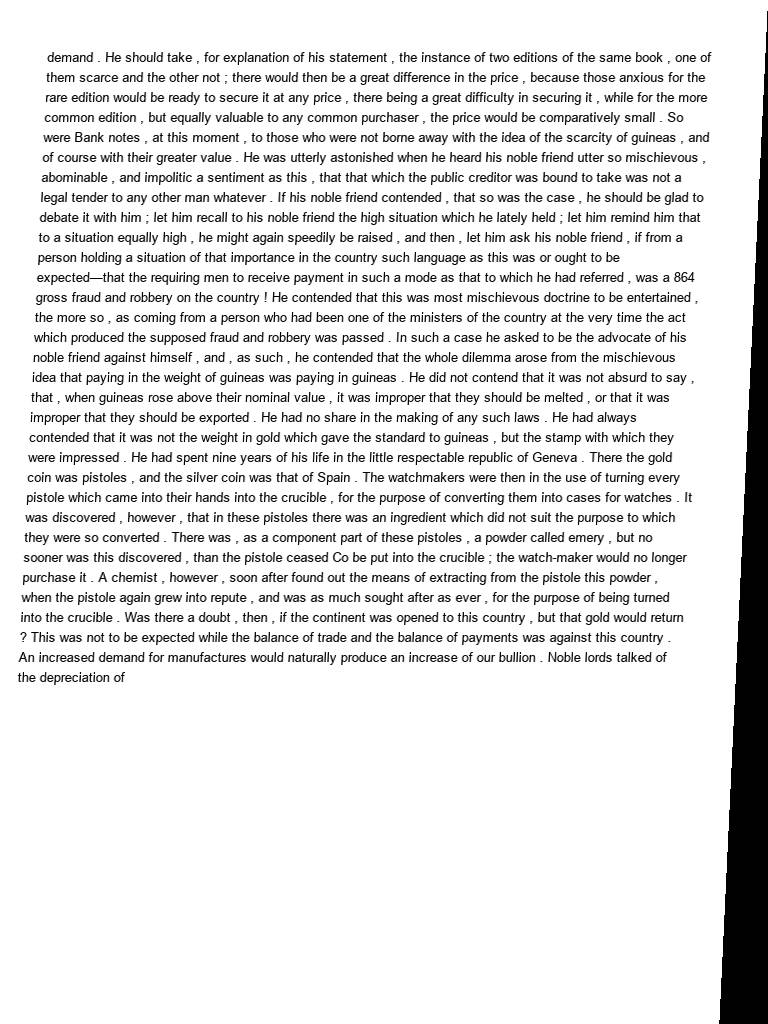 demand . He should take , for explanation of his statement , the instance of two editions of the same book , one of
them scarce and the other not ; there would then be a great difference in the price , because those anxious for the
rare edition would be ready to secure it at any price , there being a great difficulty in securing it , while for the more
common edition , but equally valuable to any common purchaser , the price would be comparatively small . So
were Bank notes , at this moment , to those who were not borne away with the idea of the scarcity of guineas , and
of course with their greater value . He was utterly astonished when he heard his noble friend utter so mischievous ,
abominable , and impolitic a sentiment as this , that that which the public creditor was bound to take was not a
legal tender to any other man whatever . If his noble friend contended , that so was the case , he should be glad to
debate it with him ; let him recall to his noble friend the high situation which he lately held ; let him remind him that
to a situation equally high , he might again speedily be raised , and then , let him ask his noble friend , if from a
person holding a situation of that importance in the country such language as this was or ought to be
expected—that the requiring men to receive payment in such a mode as that to which he had referred , was a 864
gross fraud and robbery on the country ! He contended that this was most mischievous doctrine to be entertained ,
the more so , as coming from a person who had been one of the ministers of the country at the very time the act
which produced the supposed fraud and robbery was passed . In such a case he asked to be the advocate of his
noble friend against himself , and , as such , he contended that the whole dilemma arose from the mischievous
idea that paying in the weight of guineas was paying in guineas . He did not contend that it was not absurd to say ,
that , when guineas rose above their nominal value , it was improper that they should be melted , or that it was
improper that they should be exported . He had no share in the making of any such laws . He had always
contended that it was not the weight in gold which gave the standard to guineas , but the stamp with which they
were impressed . He had spent nine years of his life in the little respectable republic of Geneva . There the gold
coin was pistoles , and the silver coin was that of Spain . The watchmakers were then in the use of turning every
pistole which came into their hands into the crucible , for the purpose of converting them into cases for watches . It
was discovered , however , that in these pistoles there was an ingredient which did not suit the purpose to which
they were so converted . There was , as a component part of these pistoles , a powder called emery , but no
sooner was this discovered , than the pistole ceased Co be put into the crucible ; the watch-maker would no longer
purchase it . A chemist , however , soon after found out the means of extracting from the pistole this powder ,
when the pistole again grew into repute , and was as much sought after as ever , for the purpose of being turned
into the crucible . Was there a doubt , then , if the continent was opened to this country , but that gold would return
? This was not to be expected while the balance of trade and the balance of payments was against this country .
An increased demand for manufactures would naturally produce an increase of our bullion . Noble lords talked of
the depreciation of